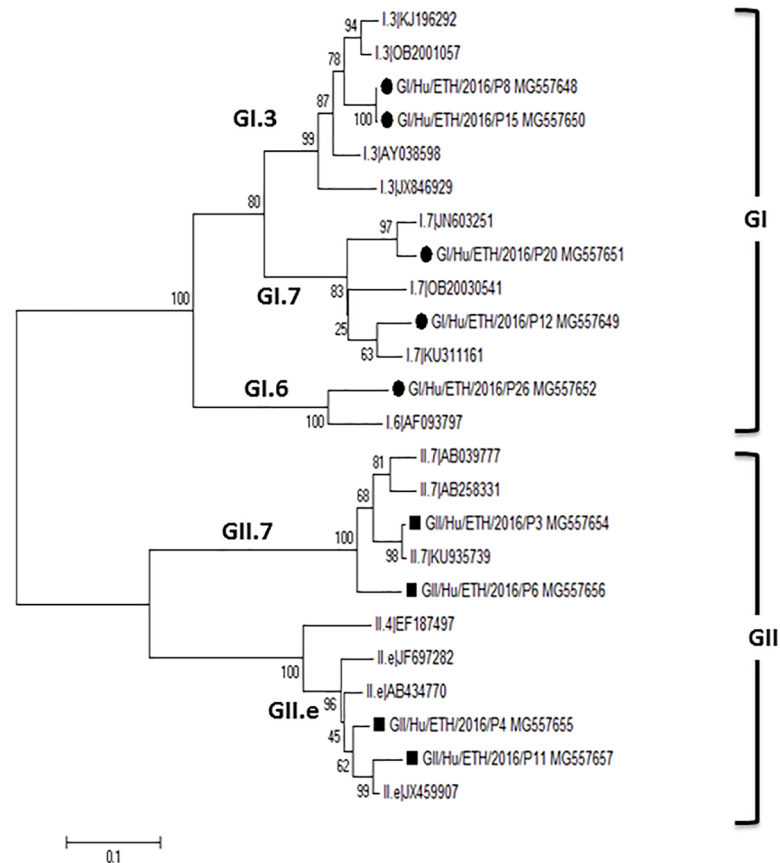 I.3|KJ196292
94
I.3|OB2001057
78
GI/Hu/ETH/2016/P8 MG557648
87
GI.3
100
GI/Hu/ETH/2016/P15 MG557650
99
I.3|AY038598
I.3|JX846929
80
GI
I.7|JN603251
97
GI/Hu/ETH/2016/P20 MG557651
GI.7
83
I.7|OB20030541
100
25
GI/Hu/ETH/2016/P12 MG557649
63
I.7|KU311161
GI.6
GI/Hu/ETH/2016/P26 MG557652
100
I.6|AF093797
II.7|AB039777
81
II.7|AB258331
68
GII.7
GII/Hu/ETH/2016/P3 MG557654
100
98
II.7|KU935739
GII/Hu/ETH/2016/P6 MG557656
II.4|EF187497
GII
100
II.e|JF697282
GII.e
96
II.e|AB434770
45
GII/Hu/ETH/2016/P4 MG557655
62
GII/Hu/ETH/2016/P11 MG557657
99
II.e|JX459907
0.1